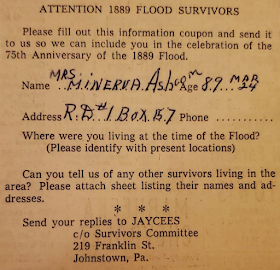 ATTENTION 1889 FLOOD SURVIVORS
Please fill out this information coupon and send it
to us so we can include you in the celebration of the
75th Anniversary of the 1889 Flood.
Name MRS MINERVA. Ashcom Age 89... MAR 24
Address R.D#1 BOX.15.7 Phone ..........
Where were you living at the time of the Flood?
(Please identify with present locations)
Can you tell us of any other survivors living in the
area? Please attach sheet listing their names and ad-
dresses.
* * *
Send your replies to JAYCEES
c/o Survivors Committee
219 Franklin St.
Johnstown, Pa.